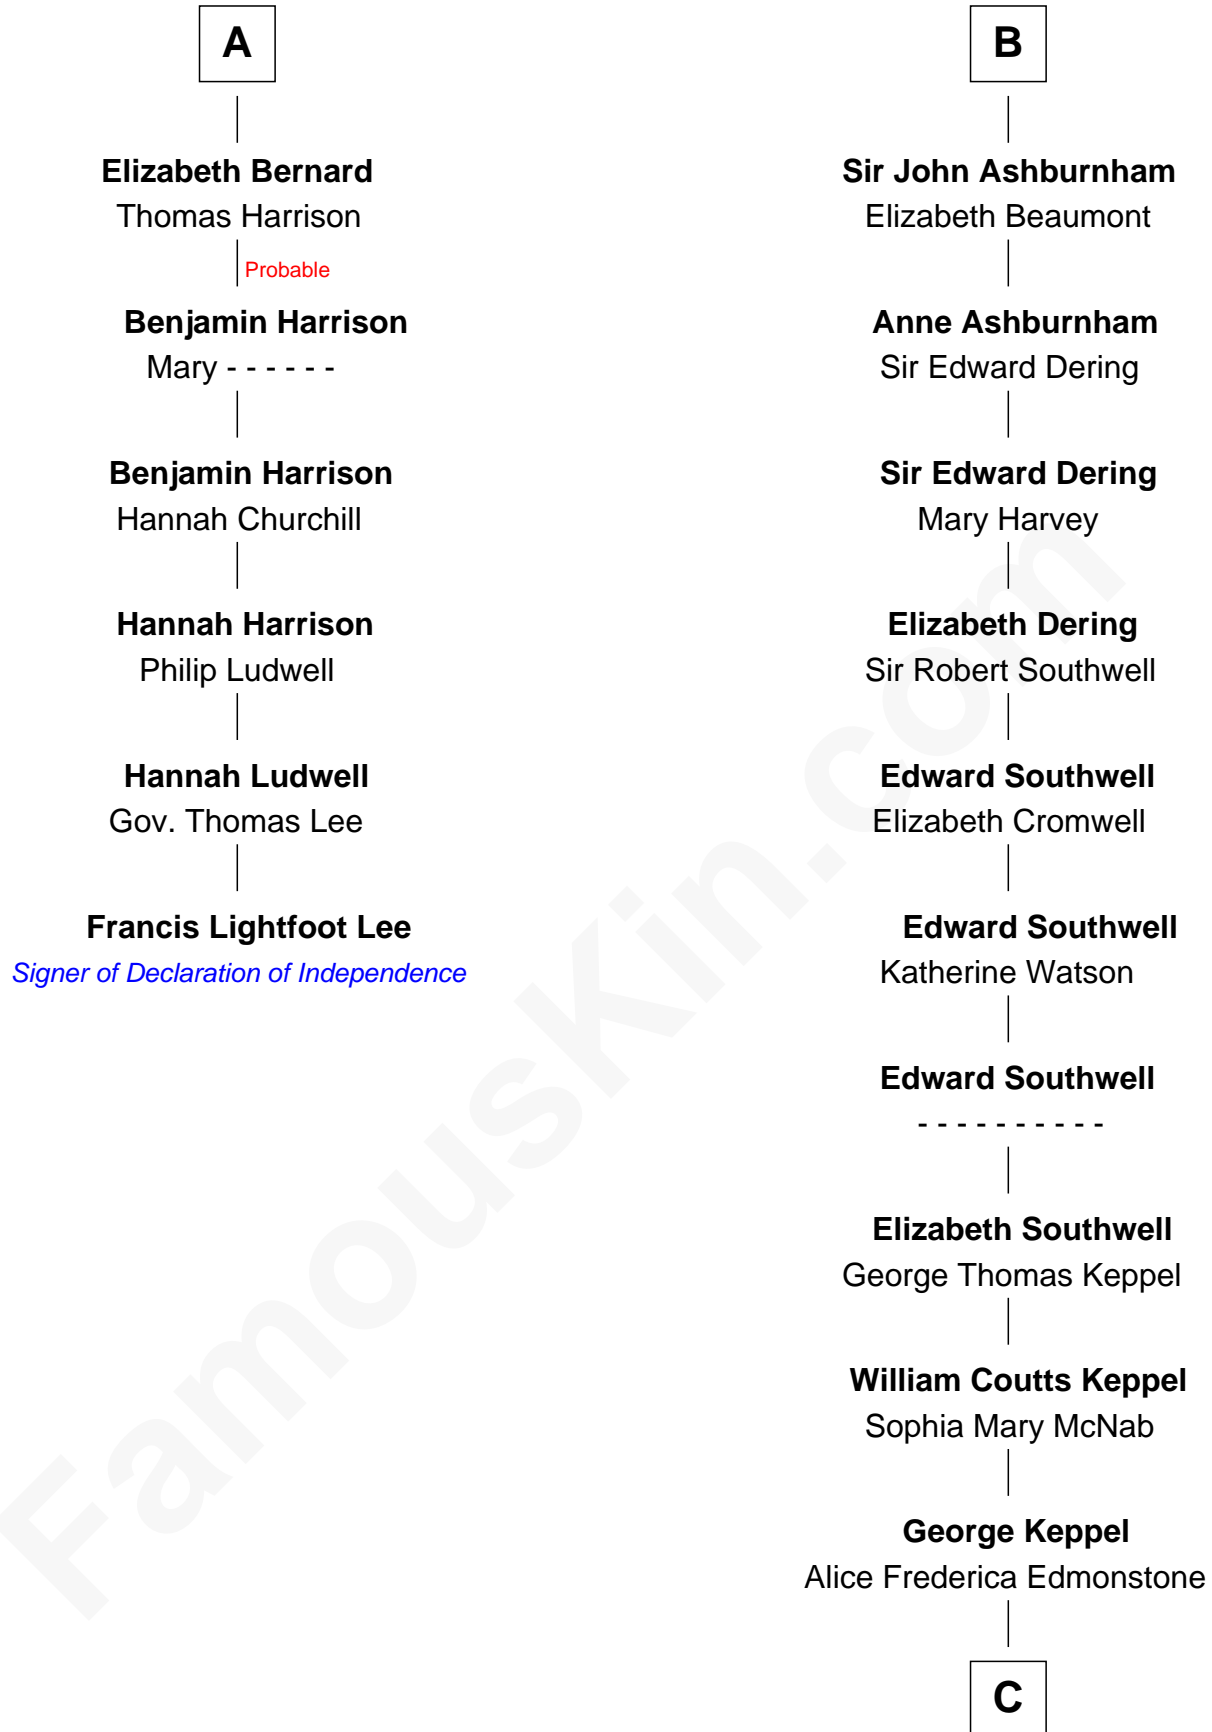 A
Elizabeth Bernard
Thomas Harrison
Probable
Benjamin Harrison
Mary - - - - - -
Benjamin Harrison
Hannah Churchill
Hannah Harrison
Philip Ludwell
Hannah Ludwell
Gov. Thomas Lee
Francis Lightfoot Lee
Signer of Declaration of Independence
B
Sir John Ashburnham
Elizabeth Beaumont
Anne Ashburnham
Sir Edward Dering
Sir Edward Dering
Mary Harvey
Elizabeth Dering
Sir Robert Southwell
Edward Southwell
Elizabeth Cromwell
Edward Southwell
Katherine Watson
Edward Southwell
- - - - - - - - - -
Elizabeth Southwell
George Thomas Keppel
William Coutts Keppel
Sophia Mary McNab
George Keppel
Alice Frederica Edmonstone
C
FamousKin.com